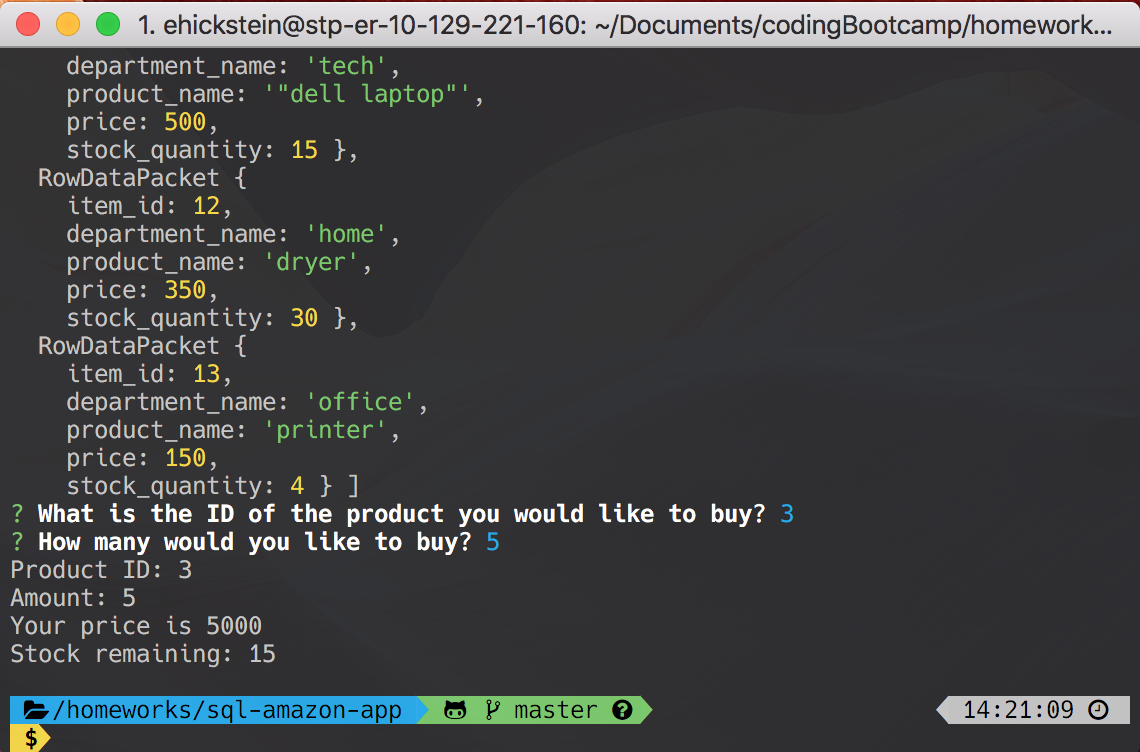 1. ehickstein@stp-er-10-129-221-160: ~/Documents/codingBootcamp/homework...
department_name: 'tech',
product_name: '"dell laptop"',
price: 500,
stock_quantity: 15 },
RowDataPacket {
item_id: 12,
department_name: 'home',
product_name: 'dryer',
price: 350,
stock_quantity: 30 },
RowDataPacket {
item_id: 13,
department_name: 'office',
product_name: 'printer',
price: 150,
stock_quantity: 4 } ]
? What is the ID of the product you would like to buy? 3
? How many would you like to buy? 5
Product ID: 3
Amount: 5
Your price is 5000
Stock remaining: 15
/homeworks/sql-amazon-app master ? 14:21:09
$